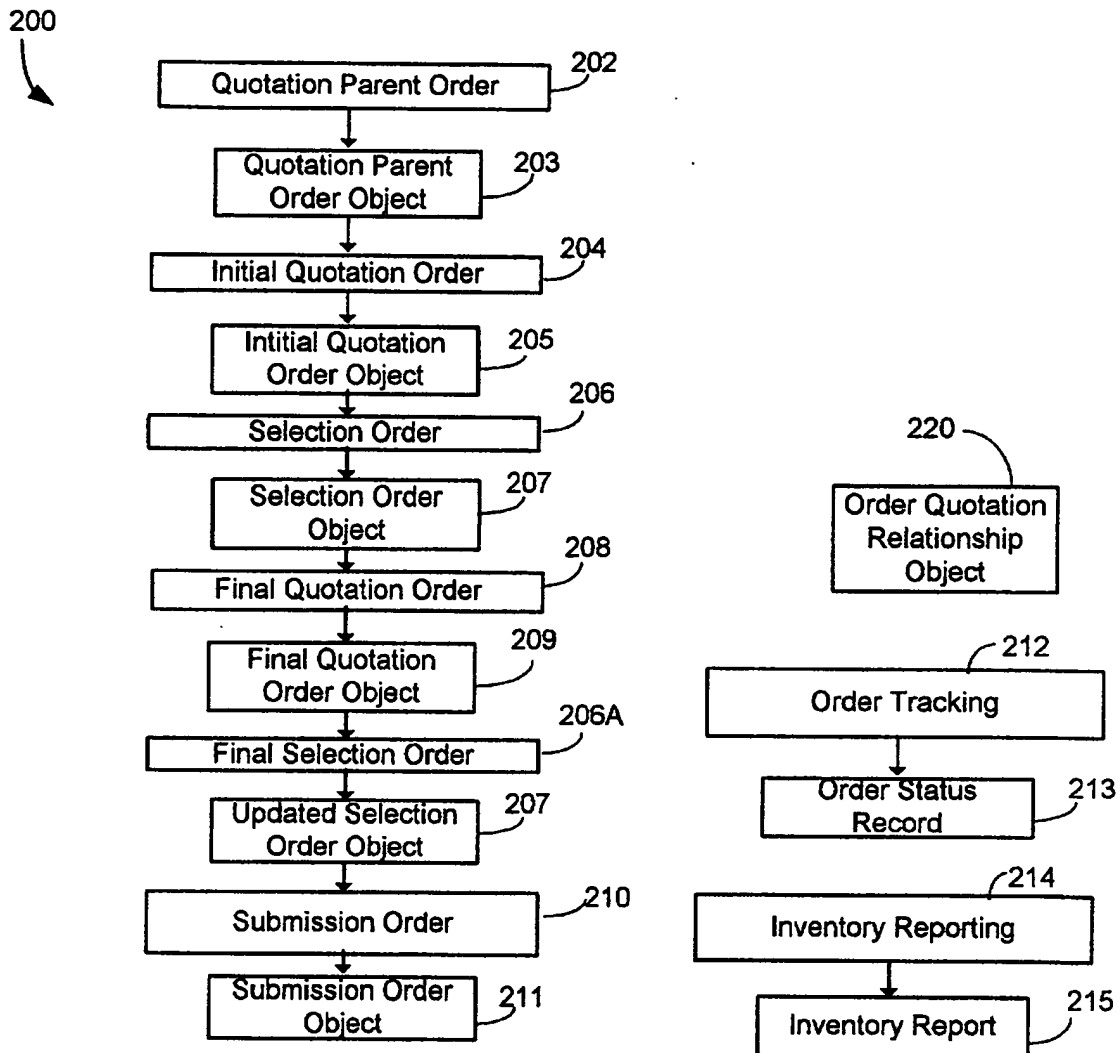 200
Quotation Parent Order
202
Quotation Parent
Order Object
203
Initial Quotation Order
204
Intitial Quotation
Order Object
205
Selection Order
206
Selection Order
Object
207
Final Quotation Order
208
Final Quotation
Order Object
209
Final Selection Order
206A
Updated Selection
Order Object
207
Submission Order
210
Submission Order
Object
211
220
Order Quotation
Relationship
Object
212
Order Tracking
Order Status
Record
213
214
Inventory Reporting
Inventory Report
215